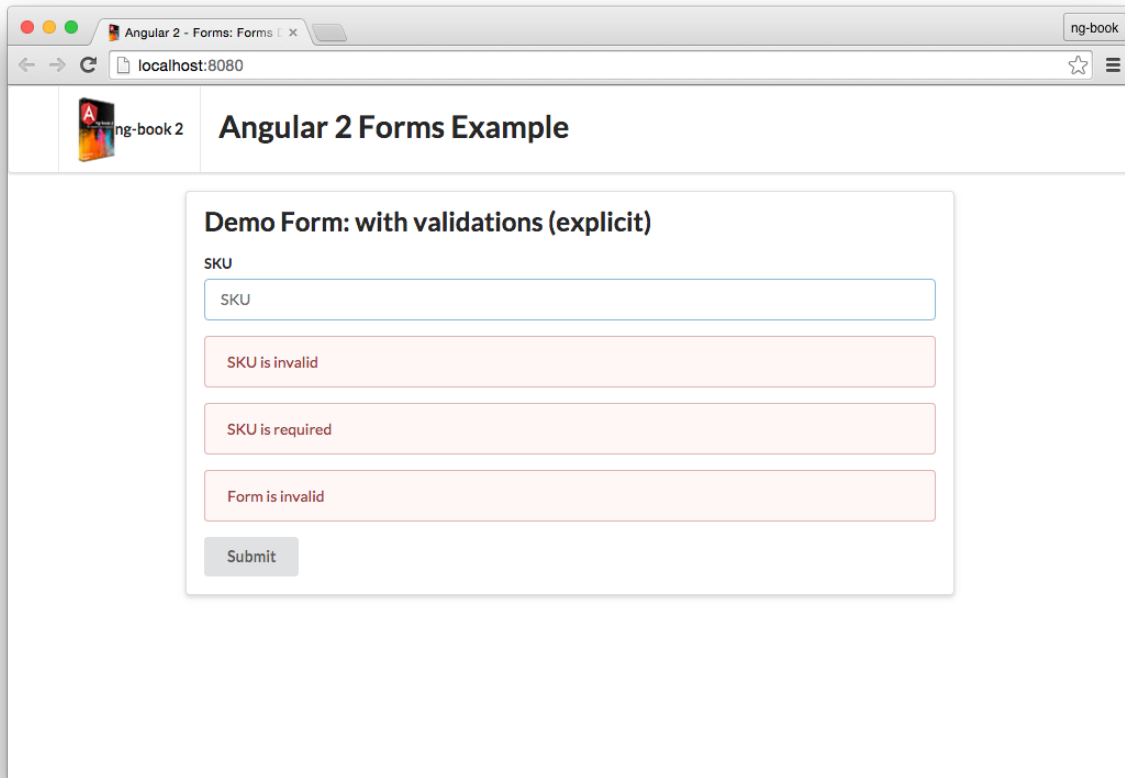 Angular 2 - Forms: Forms
ng-book
localhost:8080
ng-book 2
Angular 2 Forms Example
Demo Form: with validations (explicit)
SKU
SKU
SKU is invalid
SKU is required
Form is invalid
Submit